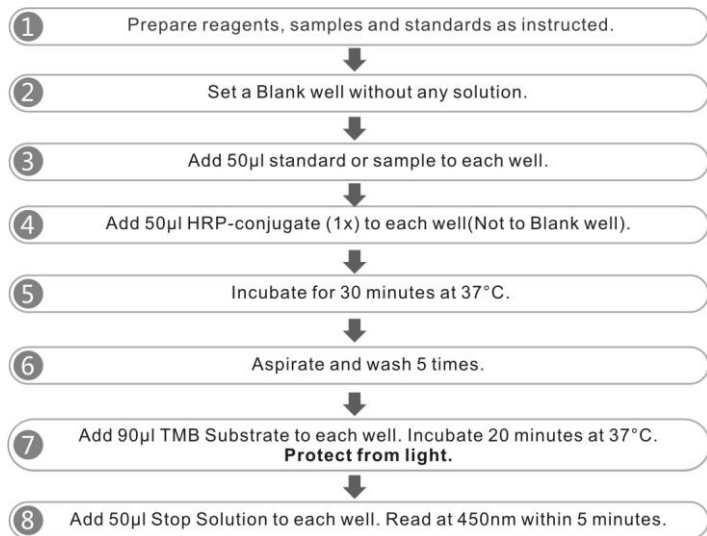 1 Prepare reagents, samples and standards as instructed.
2 Set a Blank well without any solution.
3 Add 50μl standard or sample to each well.
4 Add 50μl HRP-conjugate (1x) to each well(Not to Blank well).
5 Incubate for 30 minutes at 37°C.
6 Aspirate and wash 5 times.
7 Add 90μl TMB Substrate to each well. Incubate 20 minutes at 37°C.
Protect from light.
8 Add 50μl Stop Solution to each well. Read at 450nm within 5 minutes.